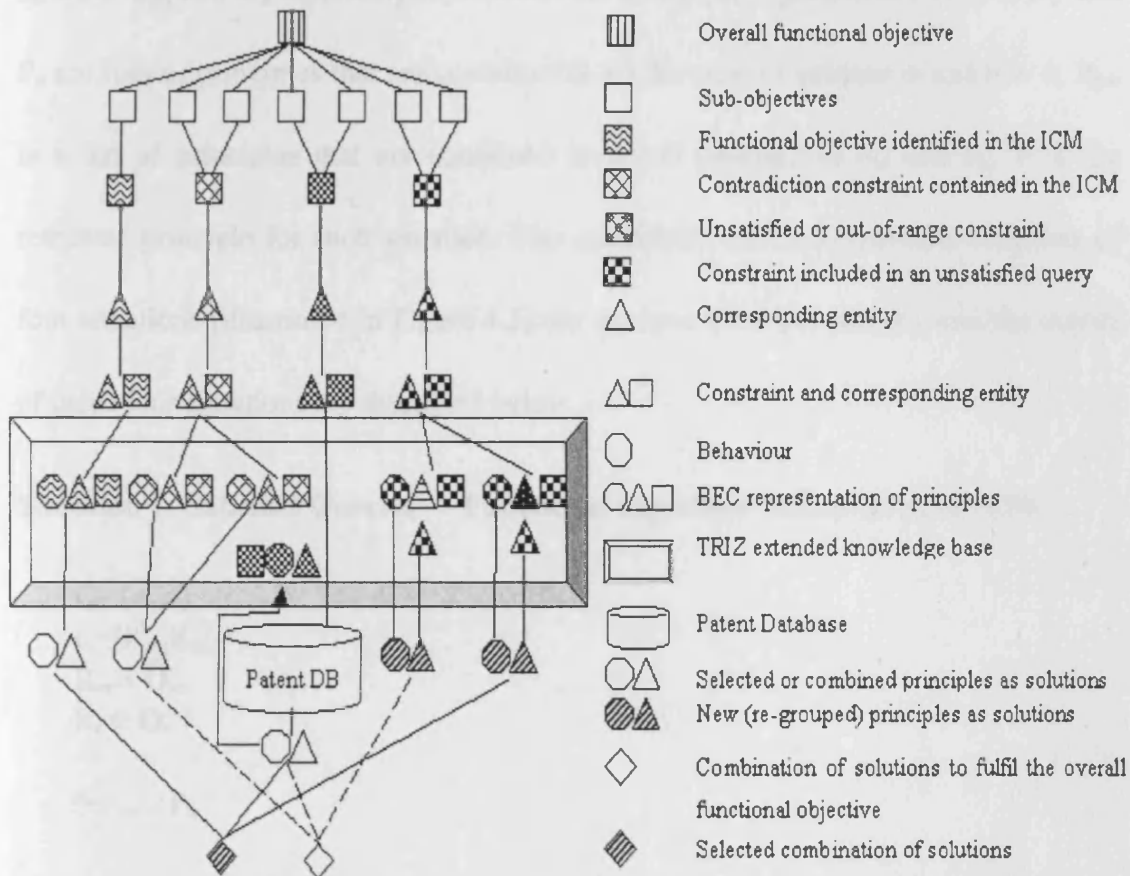 Overall functional objective
Sub-objectives
Functional objective identified in the ICM
Contradiction constraint contained in the ICM
Unsatisfied or out-of-range constraint
Constraint included in an unsatisfied query
Corresponding entity
Constraint and corresponding entity
Behaviour
BEC representation of principles
TRIZ extended knowledge base
Patent Database
Patent DB
Selected or combined principles as solutions
New (re-grouped) principles as solutions
Combination of solutions to fulfil the overall
functional objective
Selected combination of solutions